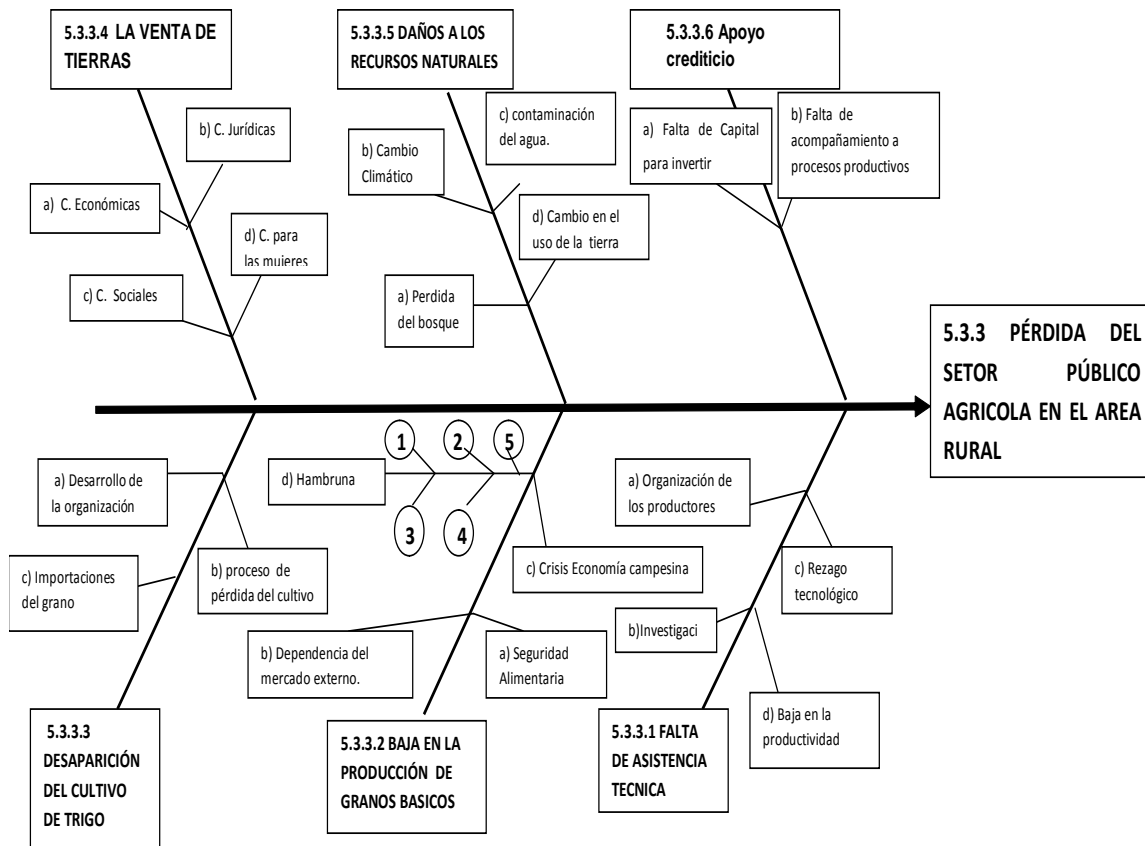 5.3.3.4 LA VENTA DE
TIERRAS
5.3.3.5 DAÑOS A LOS
RECURSOS NATURALES
5.3.3.6 Apoyo
crediticio
b) C. Jurídicas
a) C. Económicas
d) C. para
las mujeres
c) C. Sociales
c) contaminación
del agua.
b) Cambio
Climático
d) Cambio en el
uso de la tierra
a) Perdida
del bosque
a) Falta de Capital
para invertir
b) Falta de
acompañamiento a
procesos productivos
5.3.3 PÉRDIDA DEL
SETOR PÚBLICO
AGRICOLA EN EL AREA
RURAL
a) Desarrollo de
la organización
c) Importaciones
del grano
b) proceso de
pérdida del cultivo
d) Hambruna
1
2
5
3
4
c) Crisis Economía campesina
b) Dependencia del
mercado externo.
a) Seguridad
Alimentaria
a) Organización de
los productores
c) Rezago
tecnológico
b)Investigaci
d) Baja en la
productividad
5.3.3.3
DESAPARICIÓN
DEL CULTIVO
DE TRIGO
5.3.3.2 BAJA EN LA
PRODUCCIÓN DE
GRANOS BASICOS
5.3.3.1 FALTA
DE ASISTENCIA
TECNICA